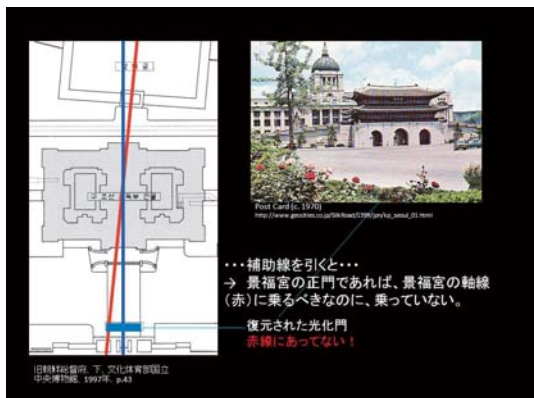 Post Card (c. 1970)
http://www.geocities.co.jp/SilkRoad/1399/jpn/kp_seoul_01.html
・・・補助線を引くと・・・
→ 景福宮の正門であれば、景福宮の軸線
（赤）に乗るべきなのに、乗っていない。
復元された光化門
赤線にあってない！
旧朝鮮総督府, 下, 文化体育部国立
中央博物館, 1997年, p.43